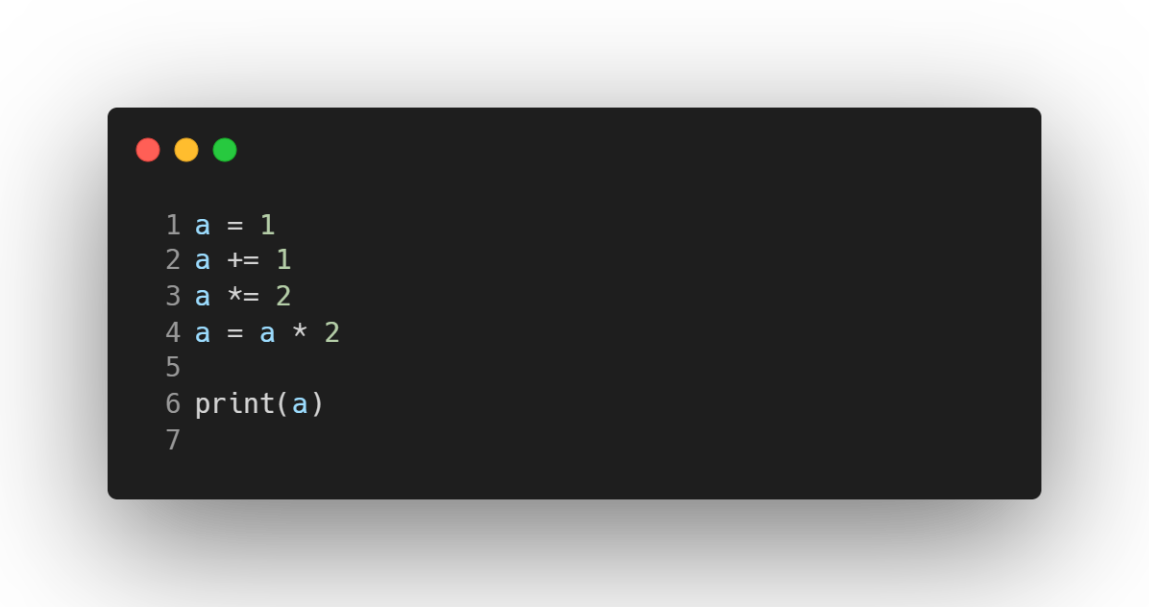 1 a = 1
2 a += 1
3 a *= 2
4 a = a * 2
5
6 print(a)
7